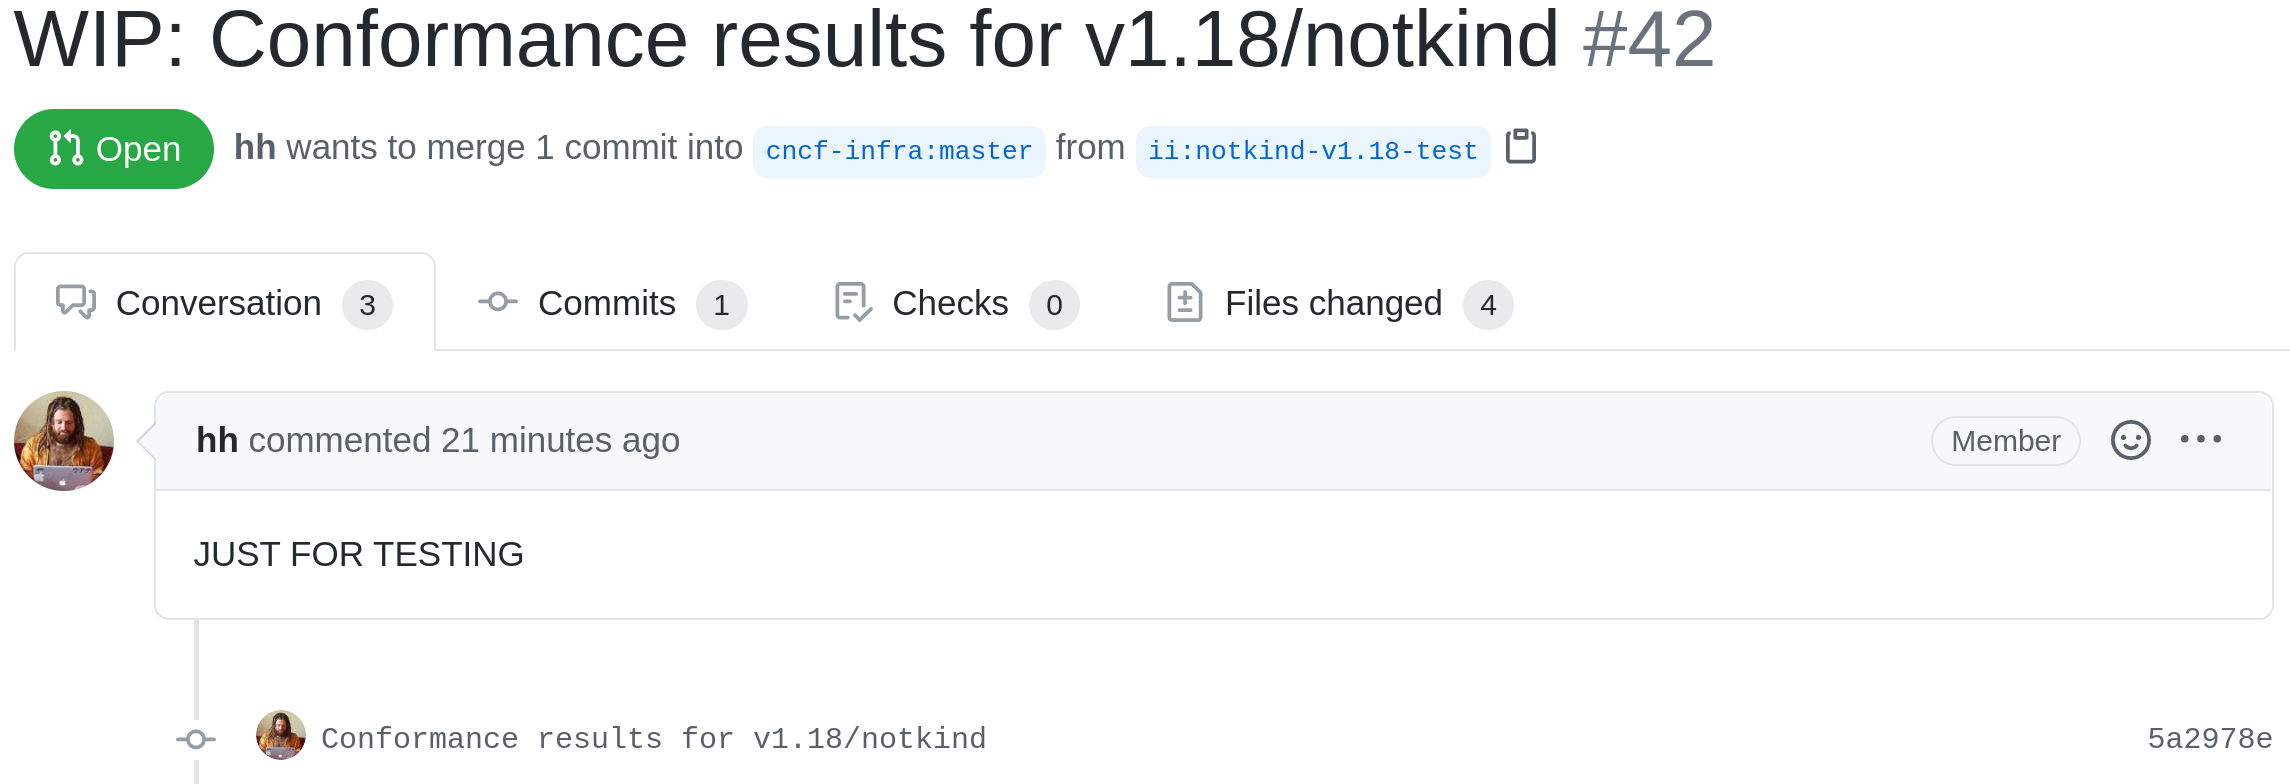 WIP: Conformance results for v1.18/notkind #42
Open hh wants to merge 1 commit into cncf-infra:master from ii:notkind-v1.18-test
Conversation 3 Commits 1 Checks 0 Files changed 4
hh commented 21 minutes ago Member
JUST FOR TESTING
Conformance results for v1.18/notkind 5a2978e